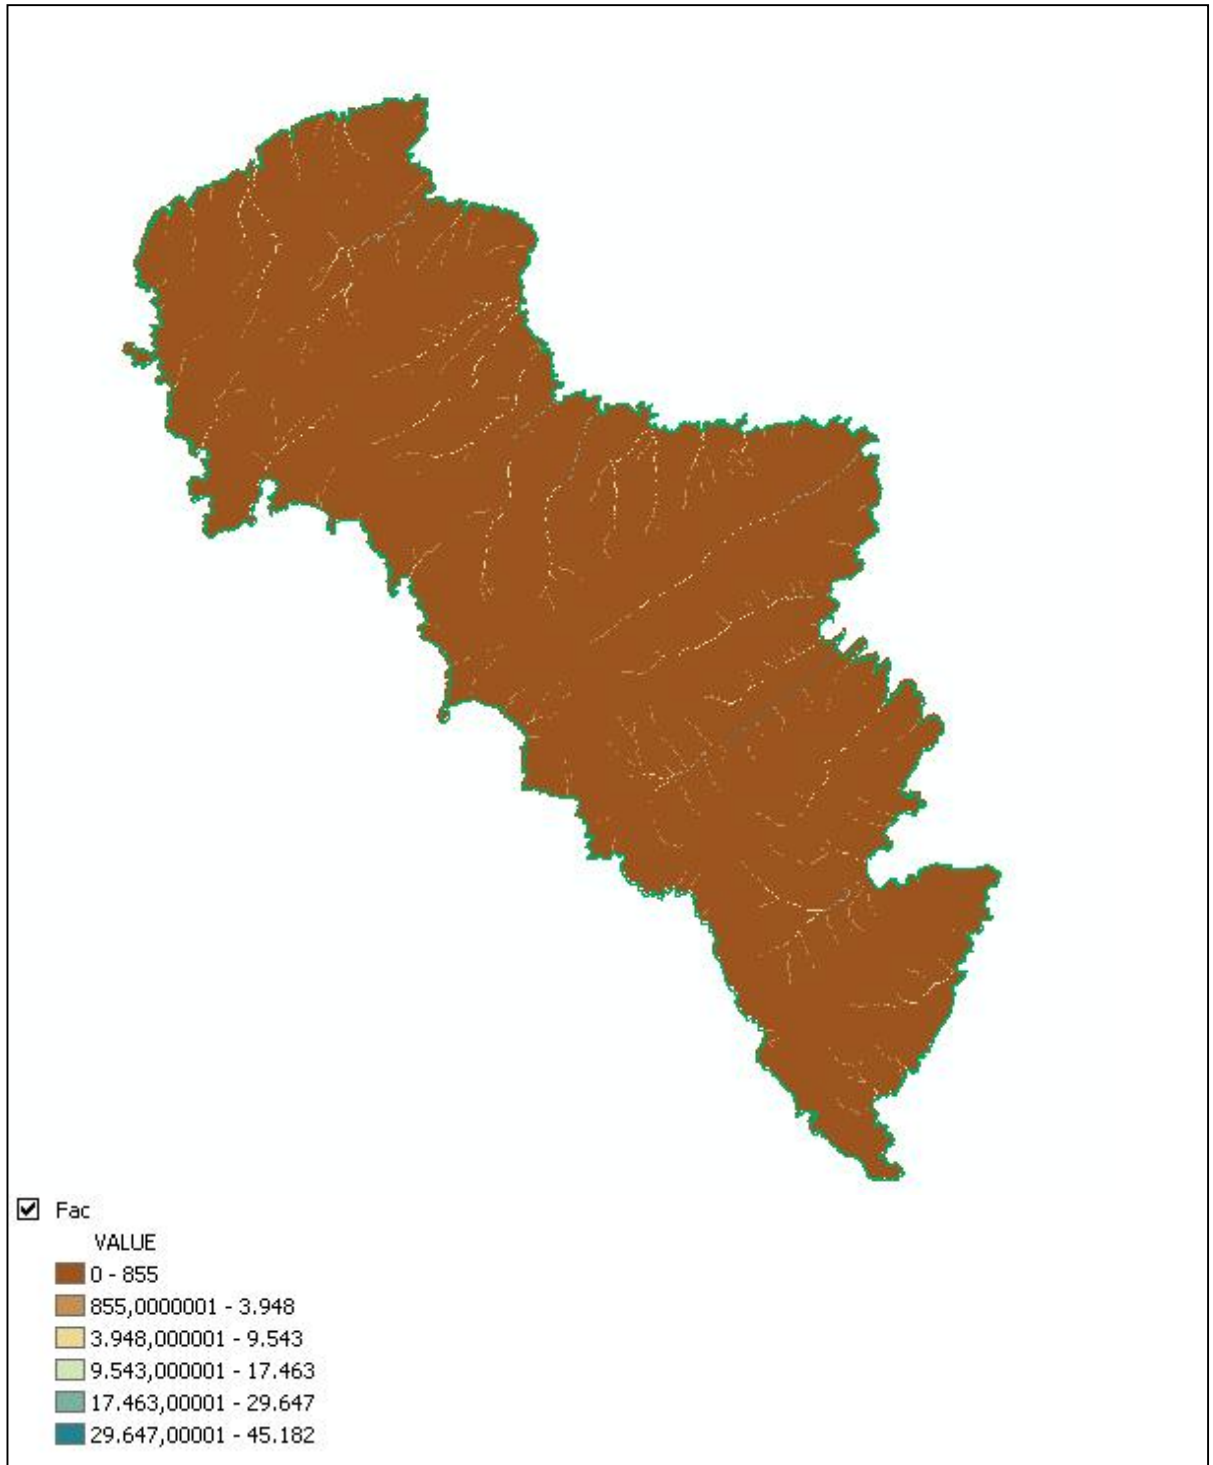 Fac
VALUE
0 - 855
855,0000001 - 3.948
3.948,000001 - 9.543
9.543,000001 - 17.463
17.463,00001 - 29.647
29.647,00001 - 45.182